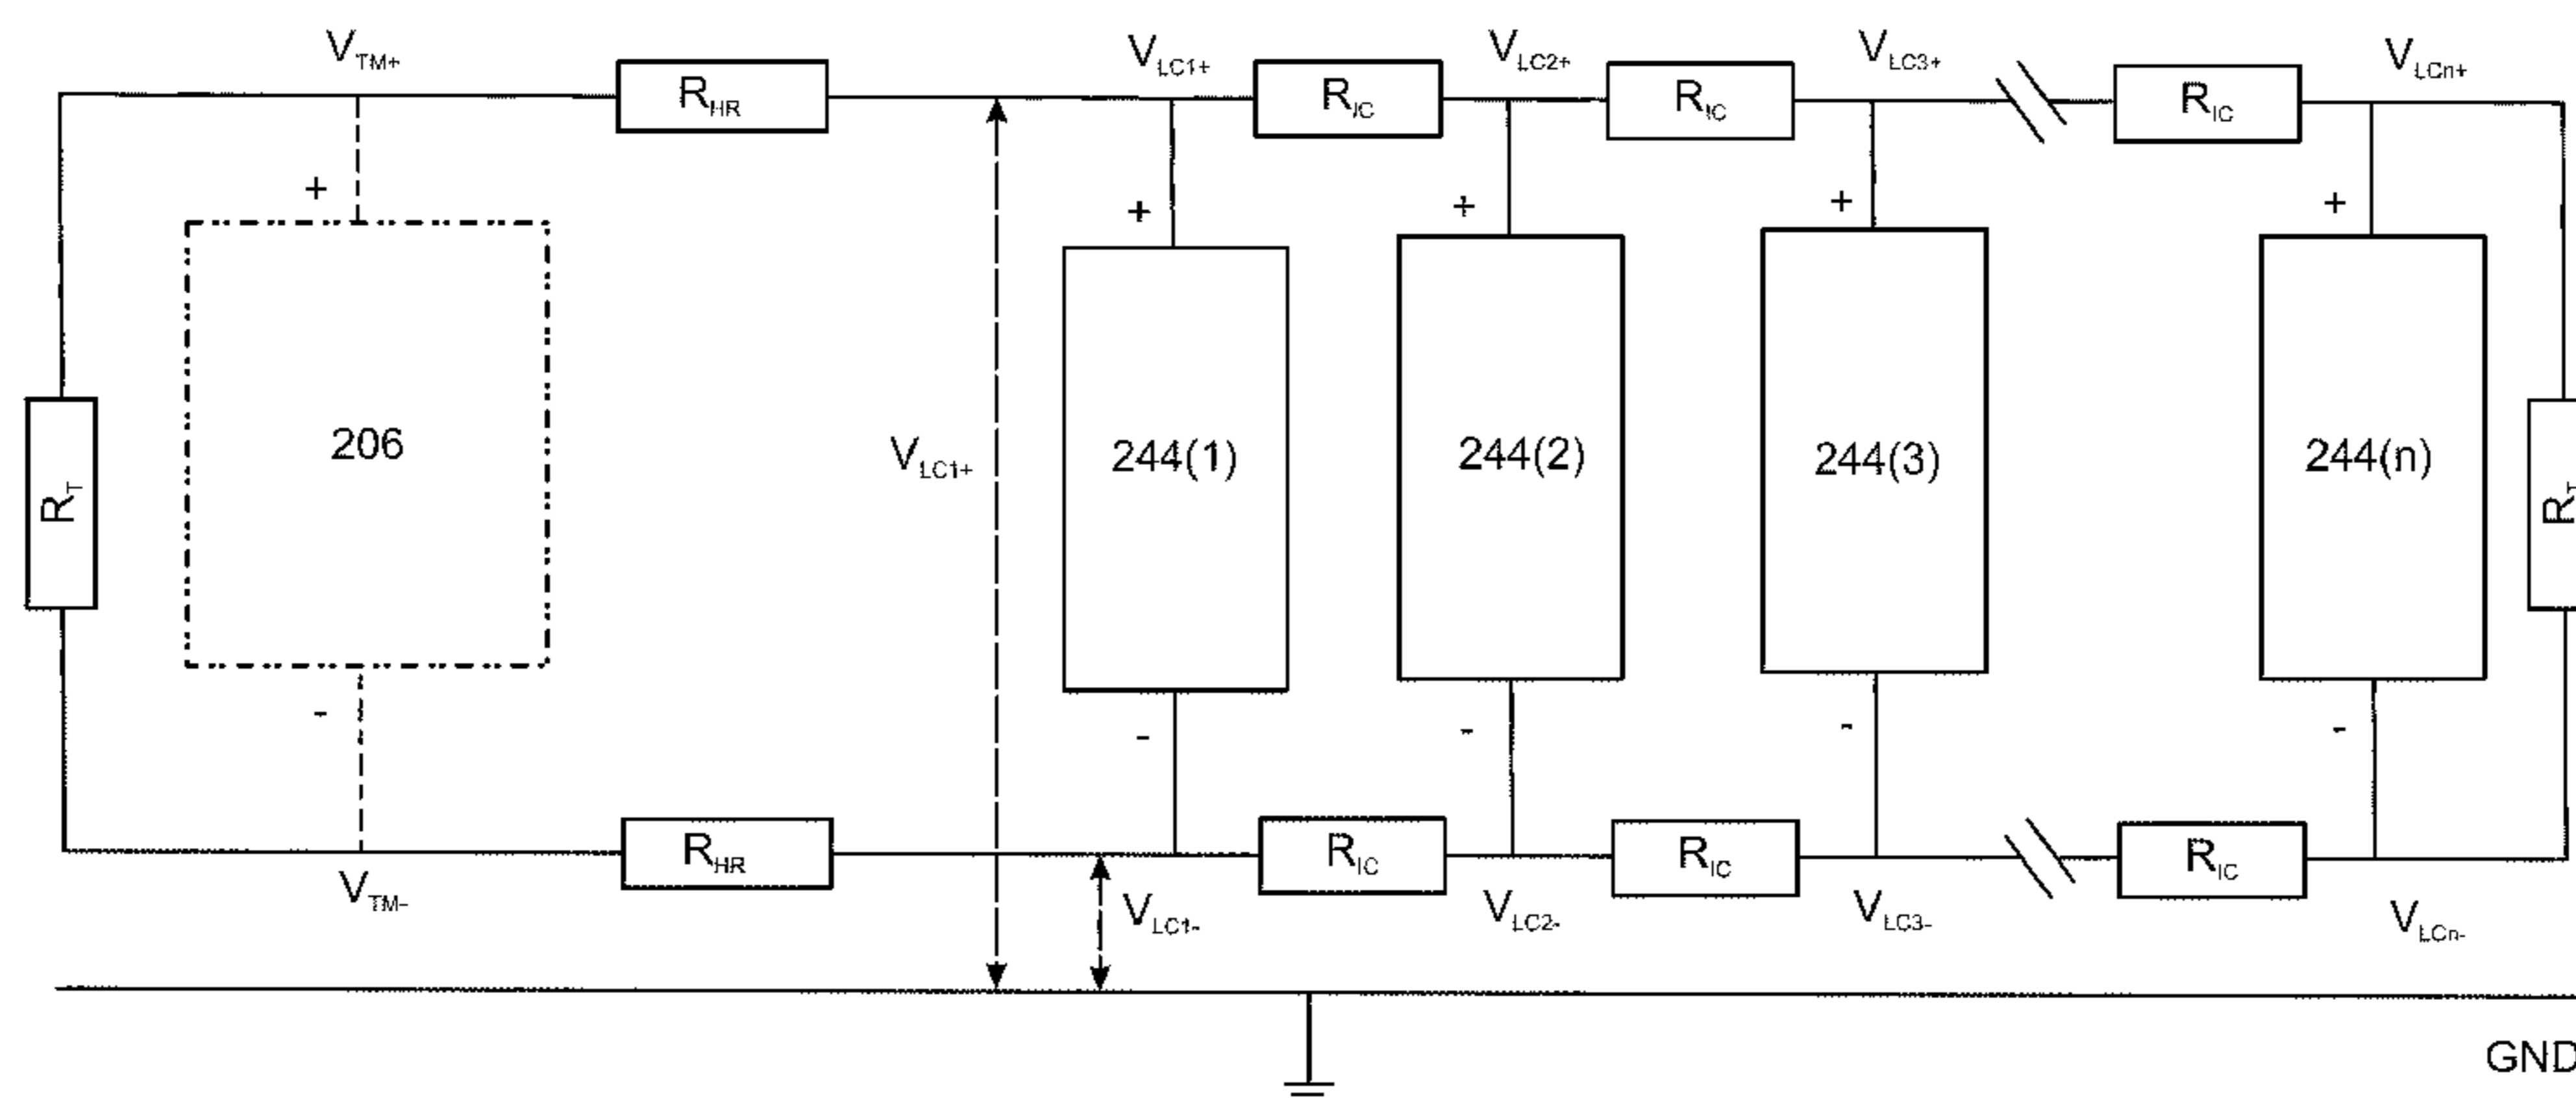 V_TM+ V_LC1+ V_LC2+ V_LC3+ V_LCn+
R_HR R_IC R_IC R_IC
+ + + + +
R_T 206 V_LC1+ 244(1) 244(2) 244(3) 244(n) R_T
- - - - -
R_HR R_IC R_IC R_IC
V_TM- V_LC1- V_LC2- V_LC3- V_LCn-
GND